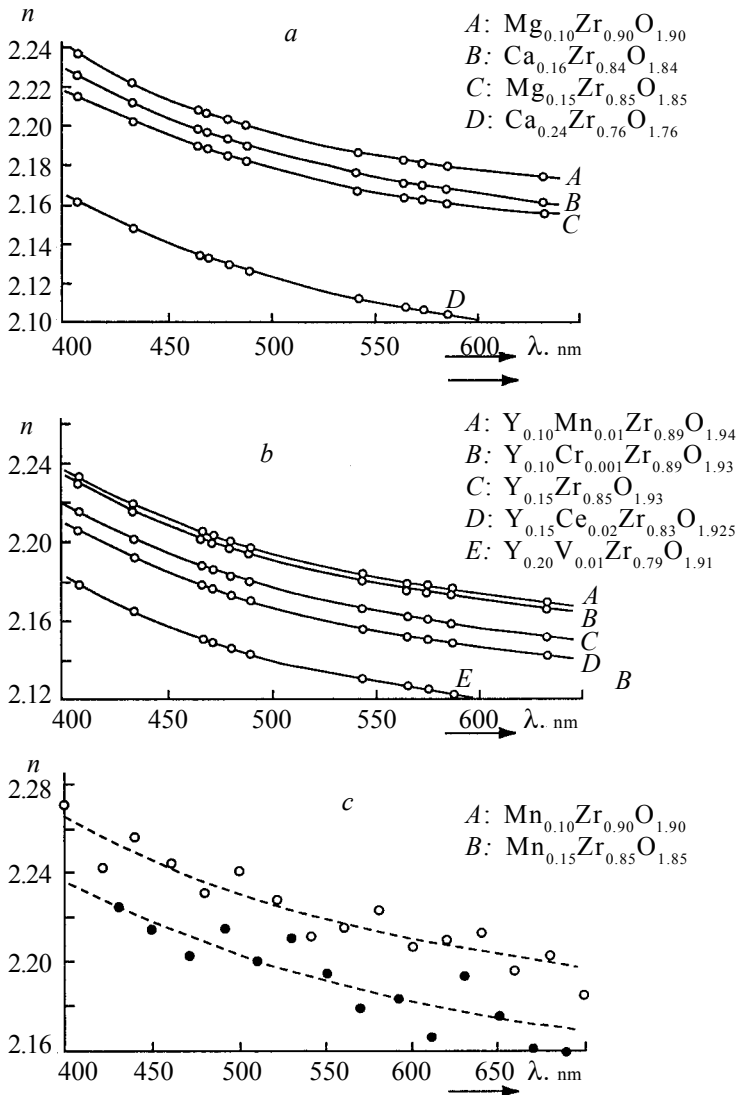 n
a
A: Mg0.10Zr0.90O1.90
B: Ca0.16Zr0.84O1.84
C: Mg0.15Zr0.85O1.85
D: Ca0.24Zr0.76O1.76
2.24
2.22
2.20
2.18
2.16
2.13
2.12
2.10
A
B
C
D
400 450 500 550 600 λ. nm
n
b
A: Y0.10Mn0.01Zr0.89O1.94
B: Y0.10Cr0.001Zr0.89O1.93
C: Y0.15Zr0.85O1.93
D: Y0.15Ce0.02Zr0.83O1.925
E: Y0.20V0.01Zr0.79O1.91
2.24
2.20
2.16
2.12
A
B
C
D
E
B
400 450 500 550 600 λ. nm
n
c
A: Mn0.10Zr0.90O1.90
B: Mn0.15Zr0.85O1.85
2.28
2.24
2.20
2.16
400 450 500 550 600 650 λ. nm